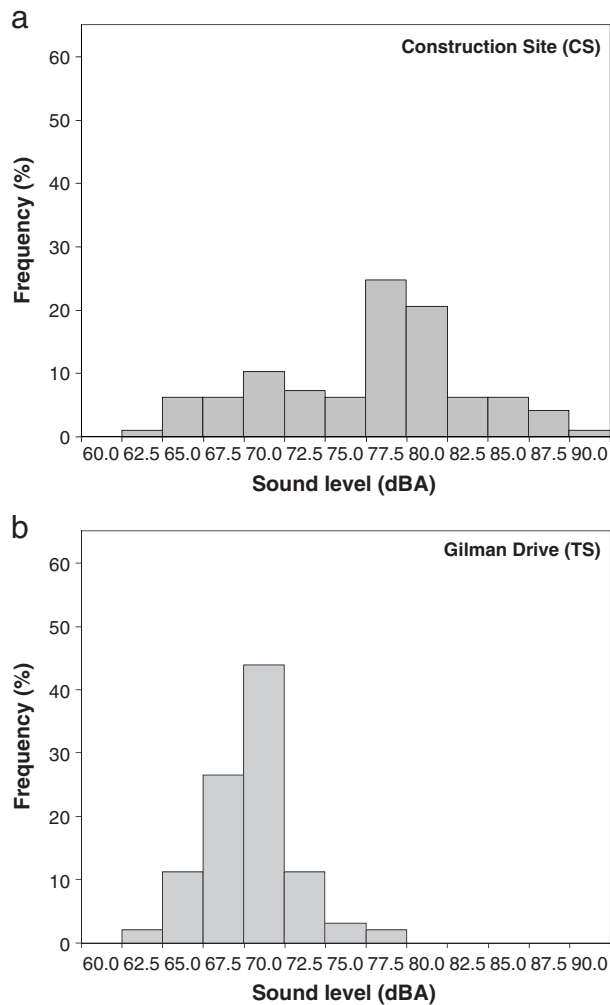 a
Construction Site (CS)
60
50
40
30
20
10
0
Frequency (%)
60.0 62.5 65.0 67.5 70.0 72.5 75.0 77.5 80.0 82.5 85.0 87.5 90.0
Sound level (dBA)
b
Gilman Drive (TS)
60
50
40
30
20
10
0
Frequency (%)
60.0 62.5 65.0 67.5 70.0 72.5 75.0 77.5 80.0 82.5 85.0 87.5 90.0
Sound level (dBA)